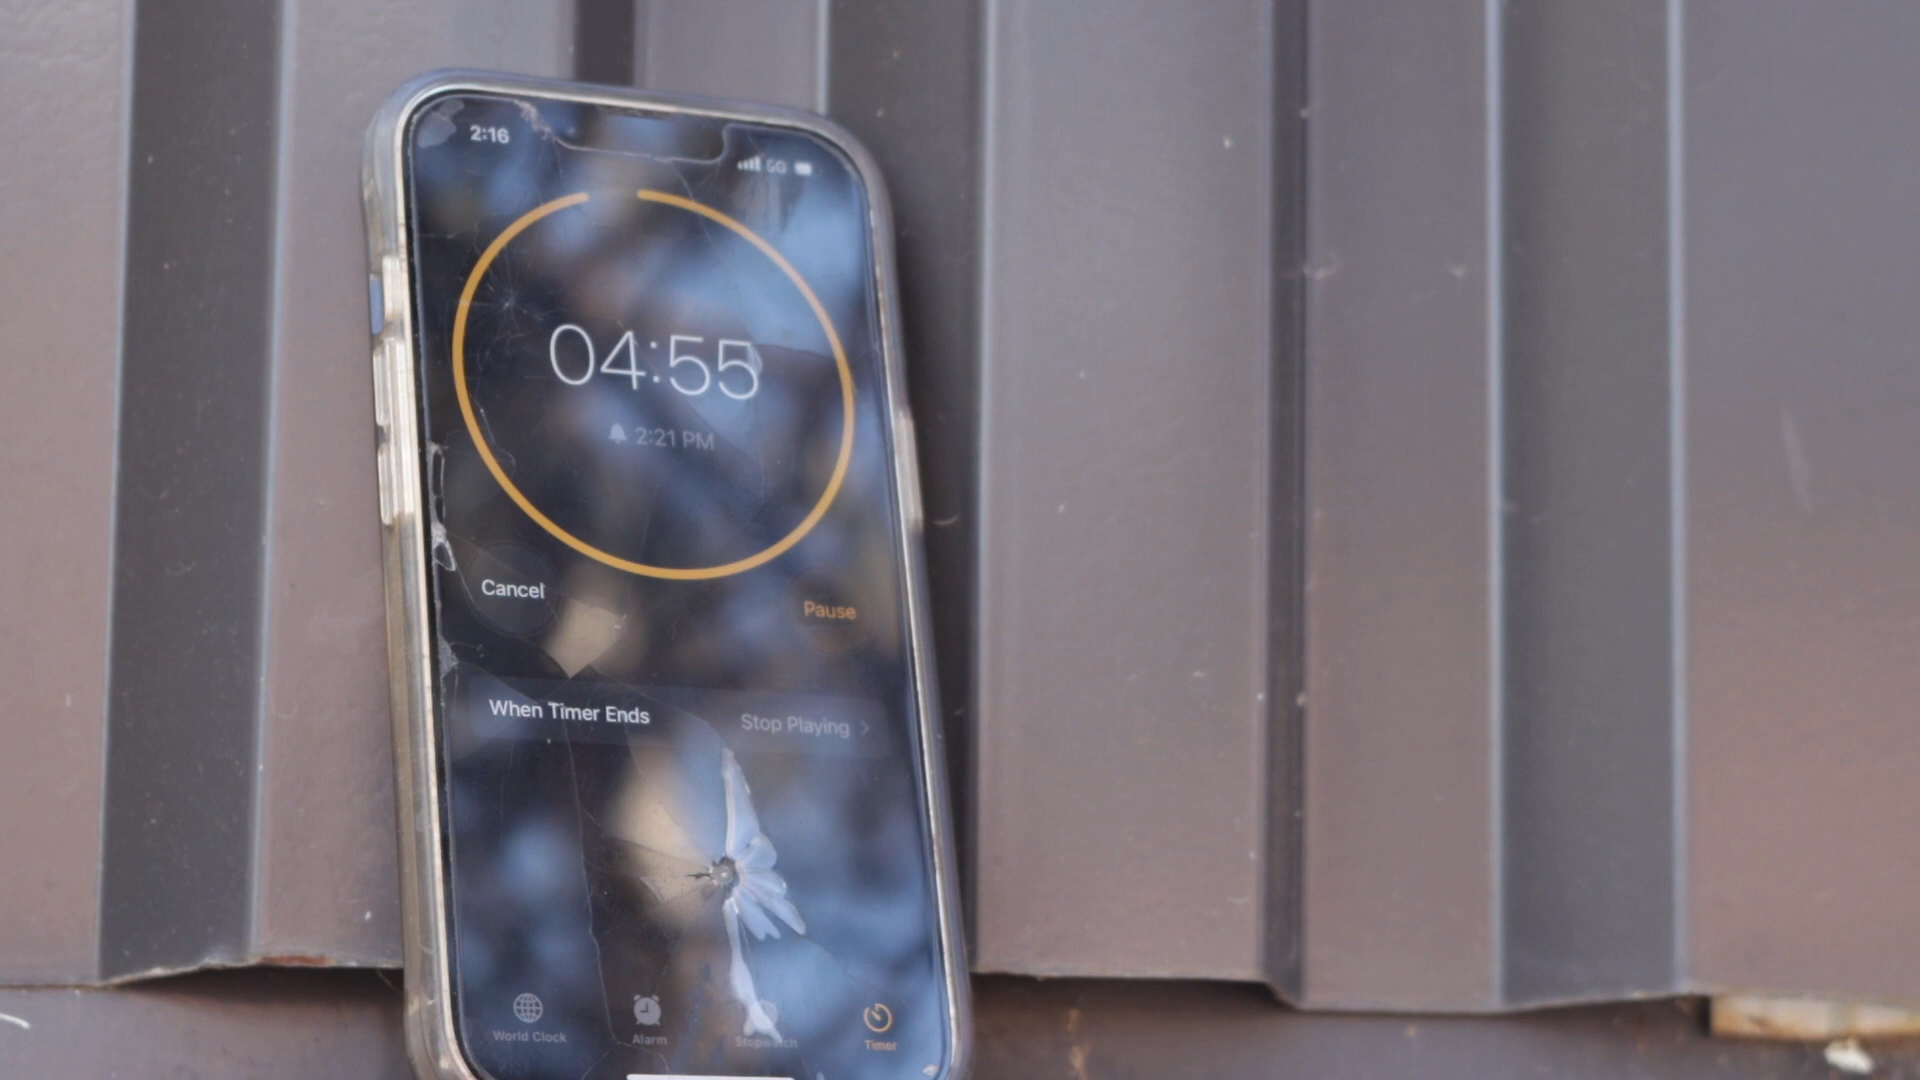 2:16
5G
04:55
2:21 PM
Cancel
Pause
When Timer Ends
Stop Playing
World Clock
Alarm
Stopwatch
Timer